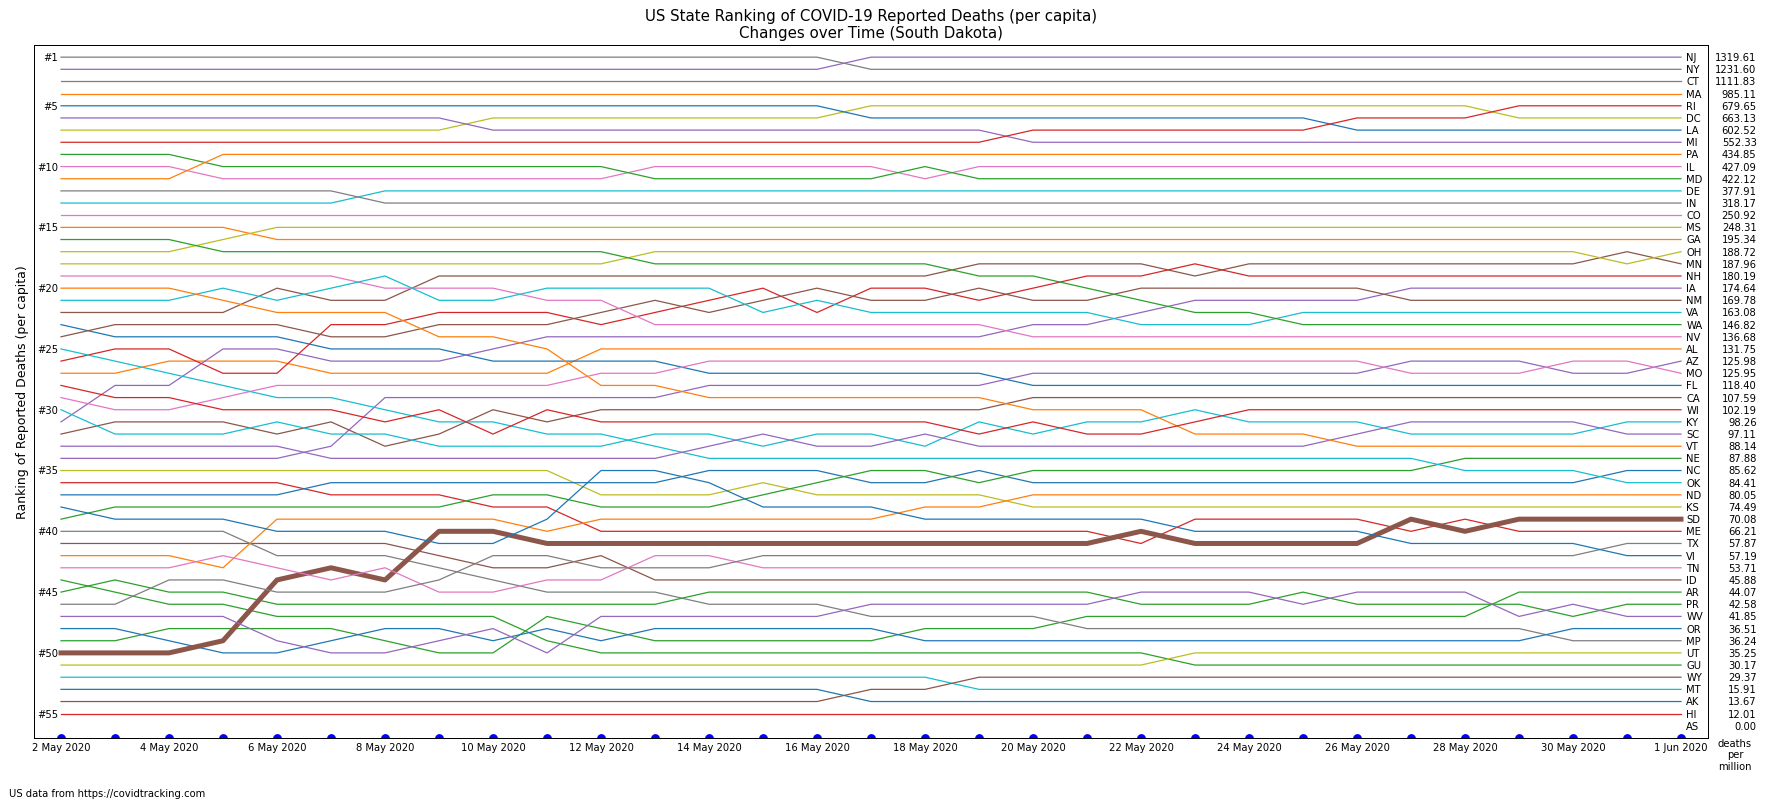 US State Ranking of COVID-19 Reported Deaths (per capita)
Changes over Time (South Dakota)
Ranking of Reported Deaths (per capita)
#1
#5
#10
#15
#20
#25
#30
#35
#40
#45
#50
#55
NJ 1319.61
NY 1231.60
CT 1111.83
MA 985.11
RI 679.65
DC 663.13
LA 602.52
MI 552.33
PA 434.85
IL 427.09
MD 422.12
DE 377.91
IN 318.17
CO 250.92
MS 248.31
GA 195.34
OH 188.72
MN 187.96
NH 180.19
IA 174.64
NM 169.78
VA 163.08
WA 146.82
NV 136.68
AL 131.75
AZ 125.98
MO 125.95
FL 118.40
CA 107.59
WI 102.19
KY 98.26
SC 97.11
VT 88.14
NE 87.88
NC 85.62
OK 84.41
ND 80.05
KS 74.49
SD 70.08
ME 66.21
TX 57.87
VI 57.19
TN 53.71
ID 45.88
AR 44.07
PR 42.58
WV 41.85
OR 36.51
MP 36.24
UT 35.25
GU 30.17
WY 29.37
MT 15.91
AK 13.67
HI 12.01
AS 0.00
2 May 2020 4 May 2020 6 May 2020 8 May 2020 10 May 2020 12 May 2020 14 May 2020 16 May 2020 18 May 2020 20 May 2020 22 May 2020 24 May 2020 26 May 2020 28 May 2020 30 May 2020 1 Jun 2020
deaths
per
million
US data from https://covidtracking.com